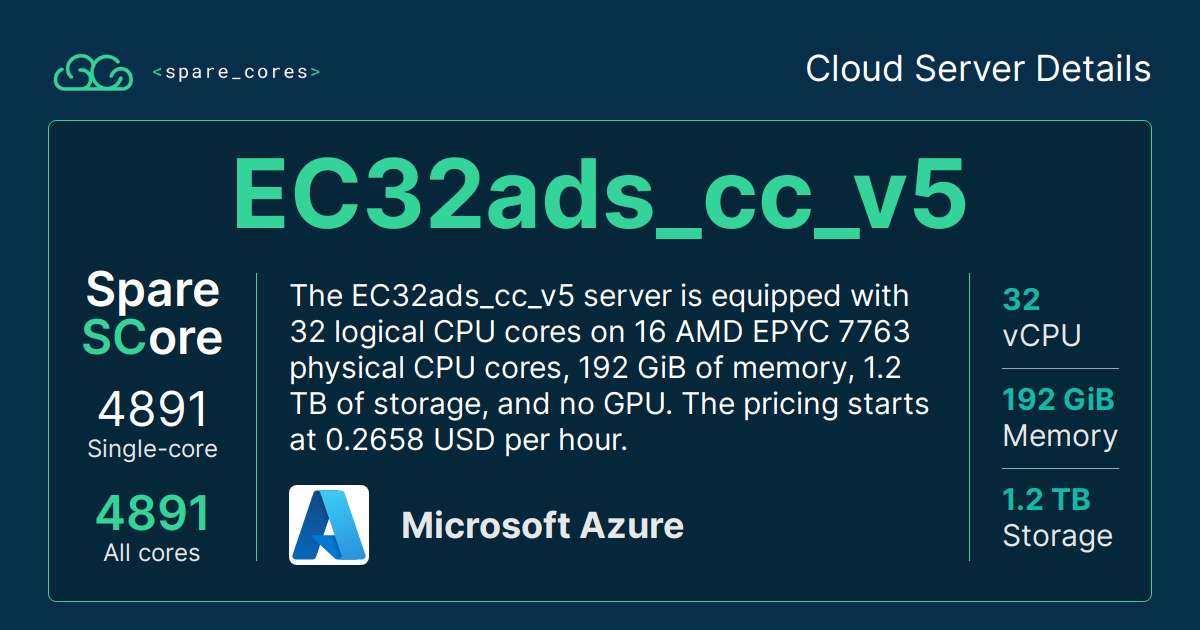 <spare_cores>
Cloud Server Details
EC32ads_cc_v5
Spare
SCore
4891
Single-core
4891
All cores
The EC32ads_cc_v5 server is equipped with
32 logical CPU cores on 16 AMD EPYC 7763
physical CPU cores, 192 GiB of memory, 1.2
TB of storage, and no GPU. The pricing starts
at 0.2658 USD per hour.
Microsoft Azure
32
vCPU
192 GiB
Memory
1.2 TB
Storage